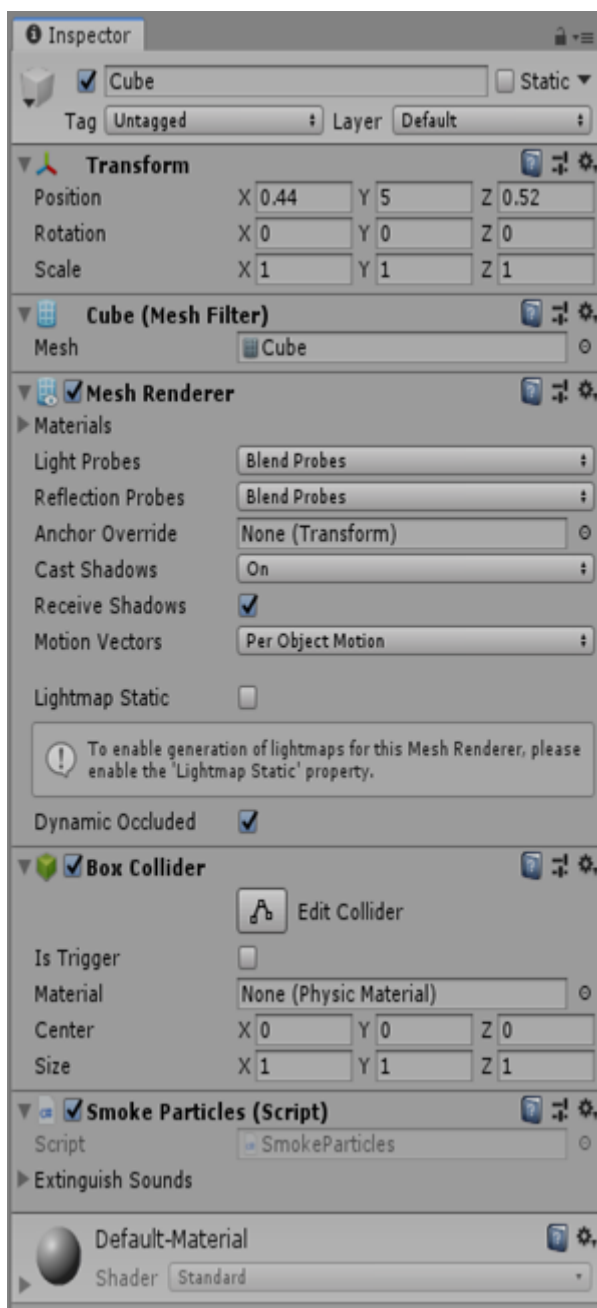 Inspector
Cube Static
Tag Untagged Layer Default
Transform
Position X 0.44 Y 5 Z 0.52
Rotation X 0 Y 0 Z 0
Scale X 1 Y 1 Z 1
Cube (Mesh Filter)
Mesh Cube
Mesh Renderer
Materials
Light Probes Blend Probes
Reflection Probes Blend Probes
Anchor Override None (Transform)
Cast Shadows On
Receive Shadows
Motion Vectors Per Object Motion
Lightmap Static
To enable generation of lightmaps for this Mesh Renderer, please
enable the 'Lightmap Static' property.
Dynamic Occluded
Box Collider
Edit Collider
Is Trigger
Material None (Physic Material)
Center X 0 Y 0 Z 0
Size X 1 Y 1 Z 1
Smoke Particles (Script)
Script SmokeParticles
Extinguish Sounds
Default-Material
Shader Standard